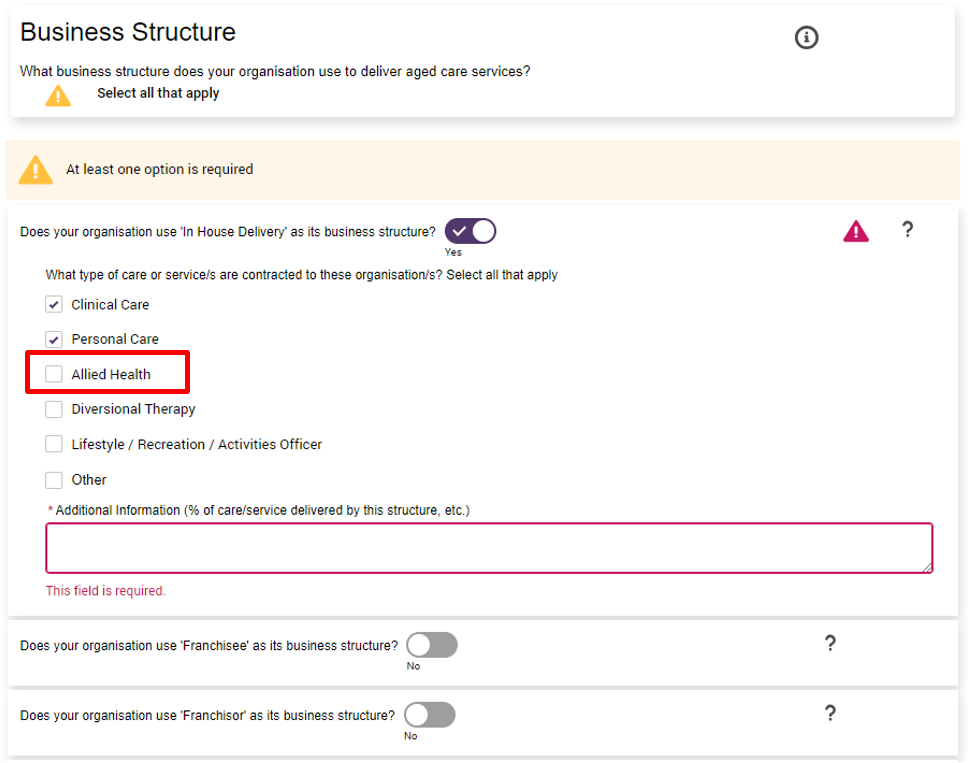 Business Structure
What business structure does your organisation use to deliver aged care services?
Select all that apply
At least one option is required
Does your organisation use 'In House Delivery' as its business structure?
Yes
?
What type of care or service/s are contracted to these organisation/s? Select all that apply
Clinical Care
Personal Care
Allied Health
Diversional Therapy
Lifestyle / Recreation / Activities Officer
Other
* Additional Information (% of care/service delivered by this structure, etc.)
This field is required.
Does your organisation use 'Franchisee' as its business structure?
No
?
Does your organisation use 'Franchisor' as its business structure?
No
?